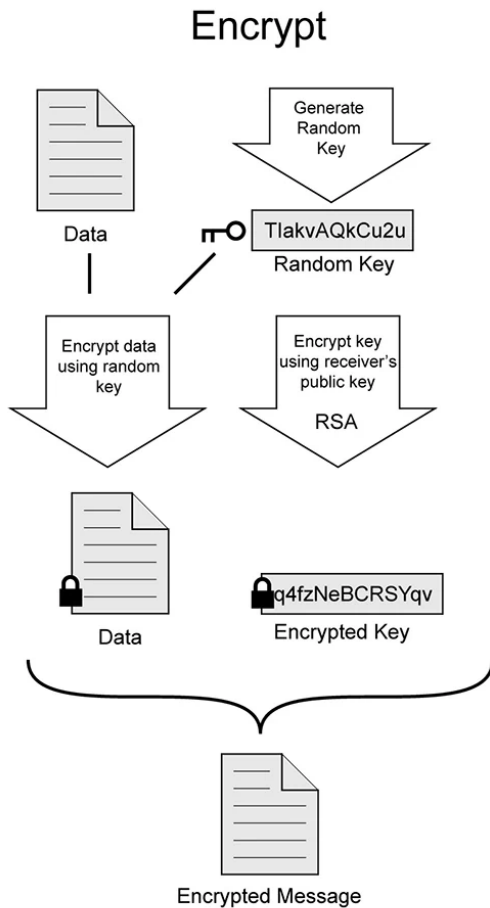 Encrypt
Generate
Random
Key
Data
TIakvAQkCu2u
Random Key
Encrypt data
using random
key
Encrypt key
using receiver's
public key
RSA
q4fzNeBCRSYqv
Data
Encrypted Key
Encrypted Message